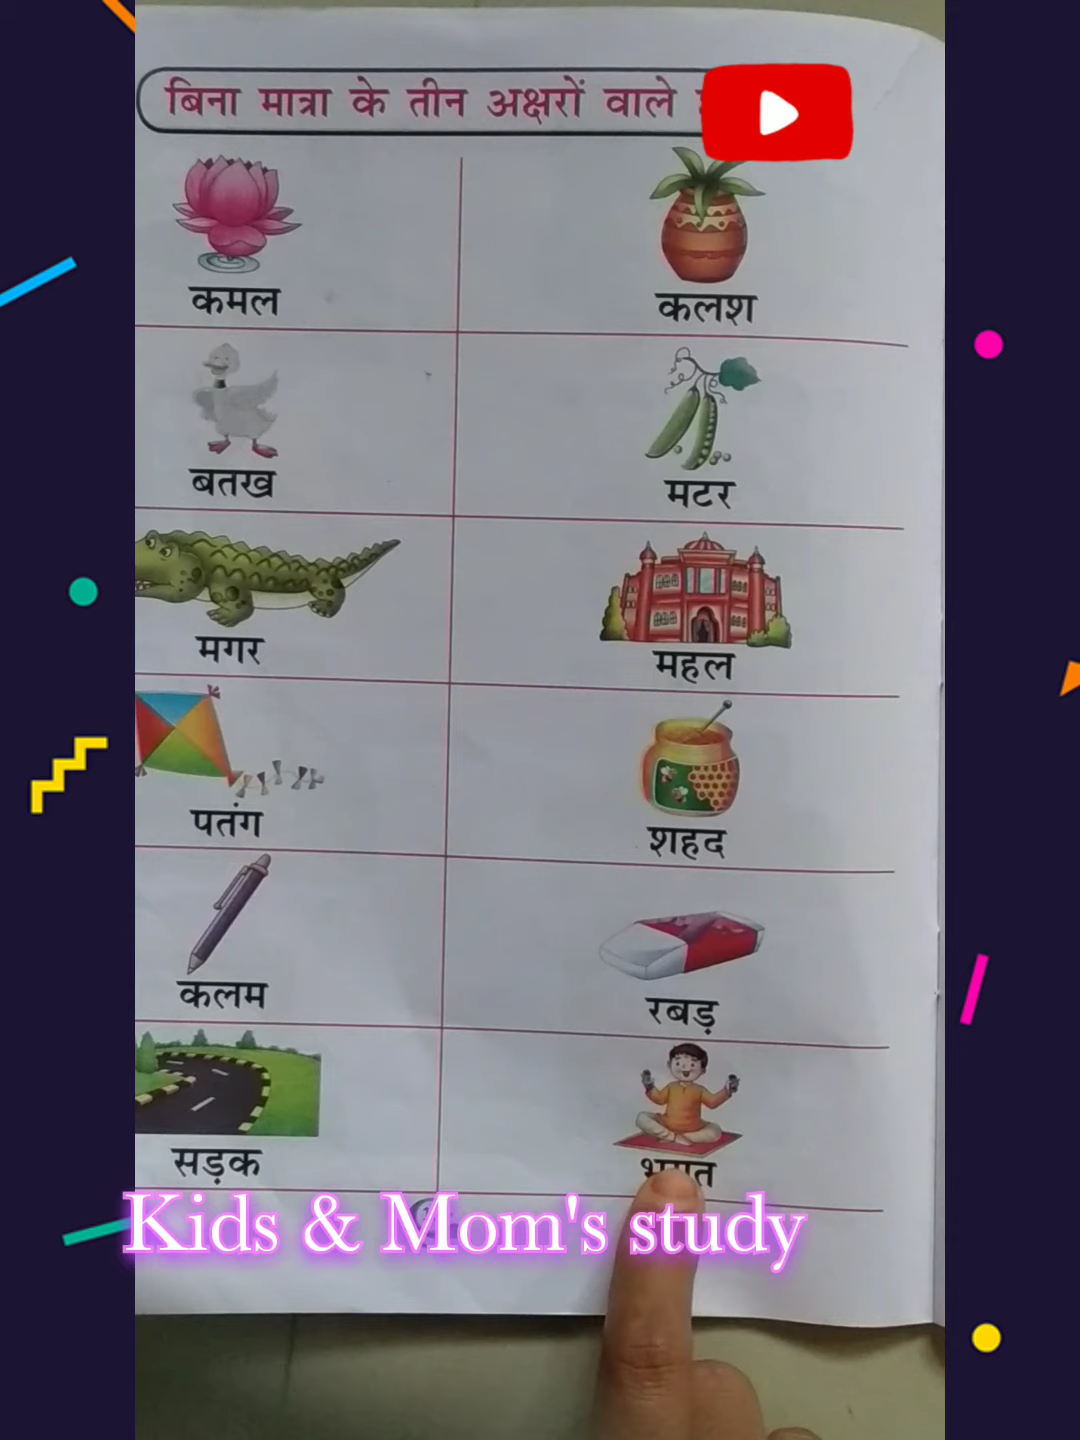 बिना मात्रा के तीन अक्षरों वाले
कमल
कलश
बतख
मटर
मगर
महल
पतंग
शहद
कलम
रबड़
सड़क
Kids & Mom's study